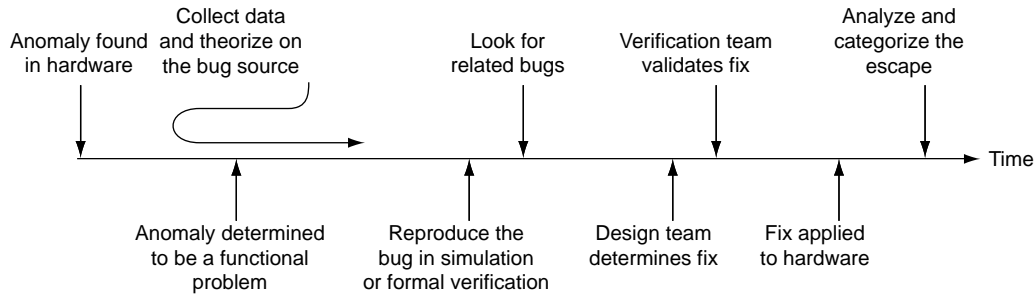 Anomaly found
in hardware
Collect data
and theorize on
the bug source
Look for
related bugs
Verification team
validates fix
Analyze and
categorize the
escape
Time
Anomaly determined
to be a functional
problem
Reproduce the
bug in simulation
or formal verification
Design team
determines fix
Fix applied
to hardware